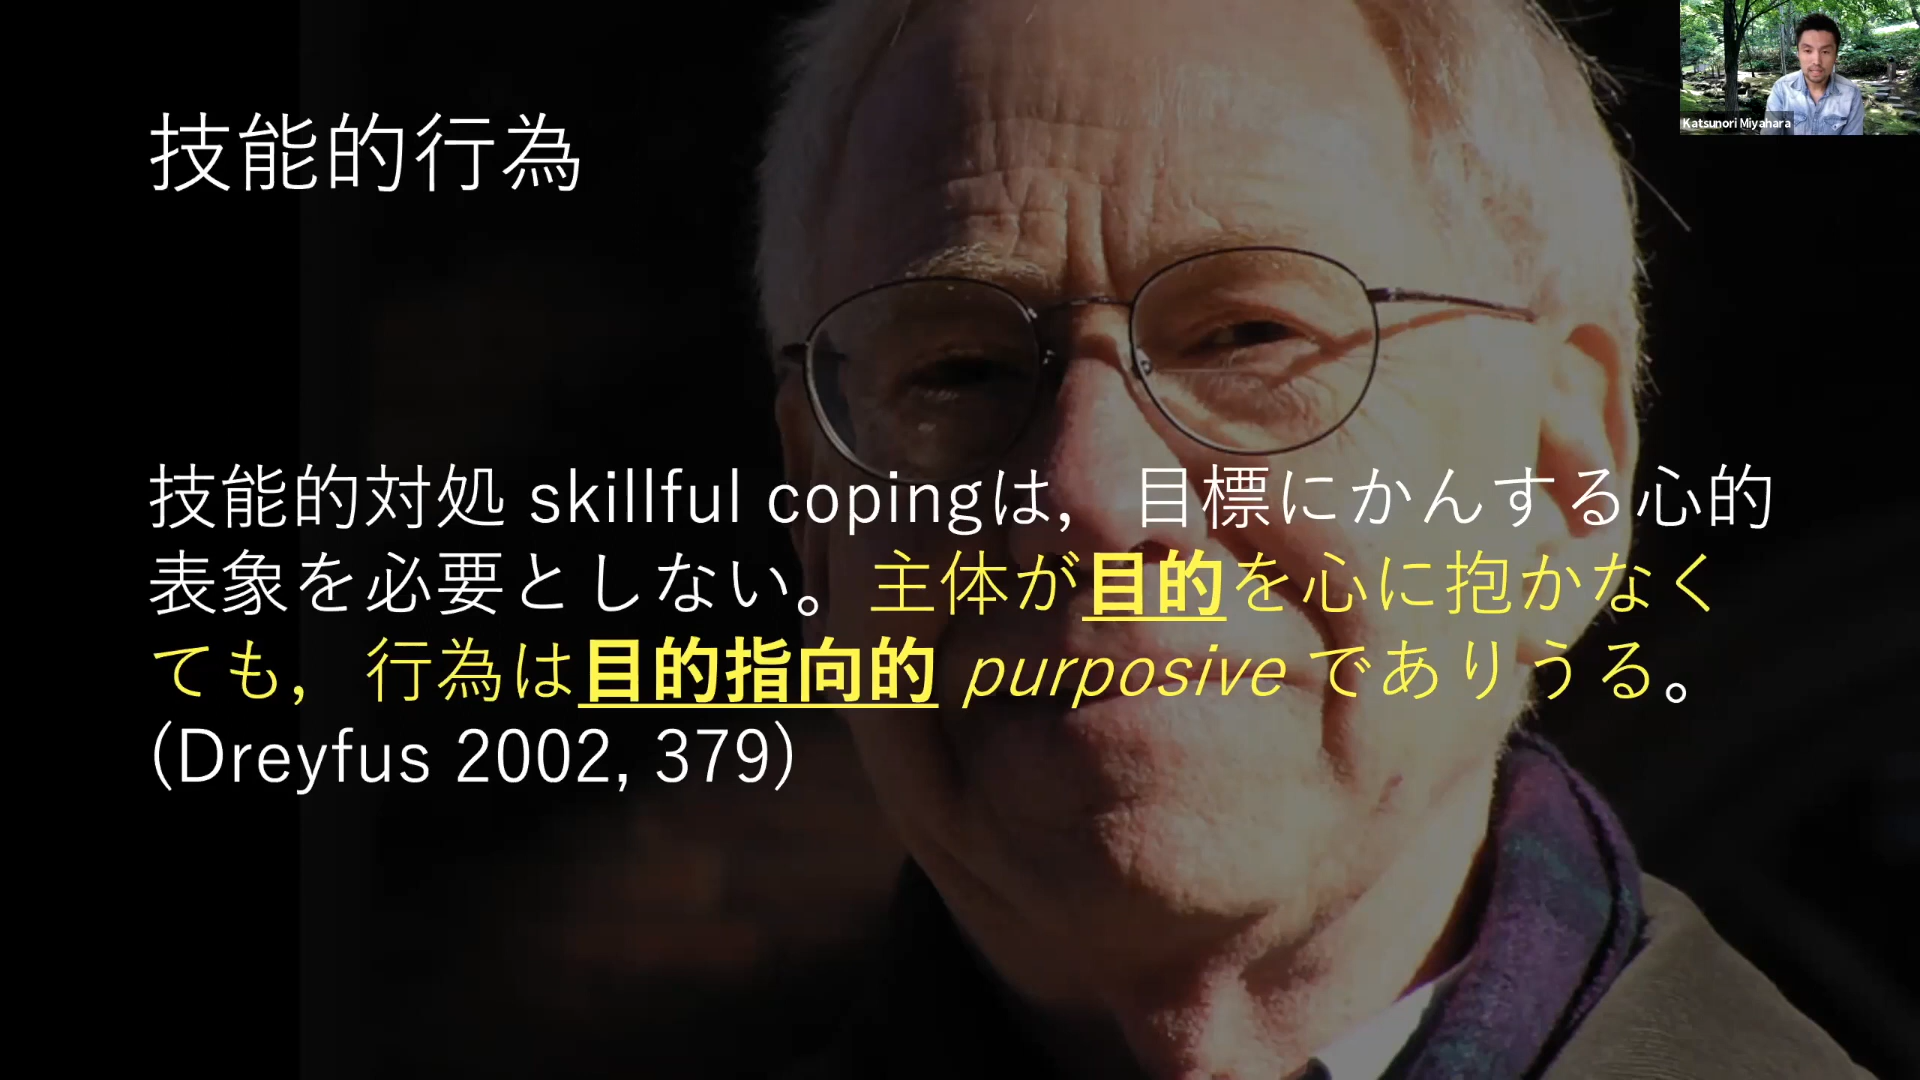 技能的行為
Katsunori Miyahara
技能的対処 skillful copingは，目標にかんする心的
表象を必要としない。主体が目的を心に抱かなく
ても，行為は目的指向的 purposive でありうる。
(Dreyfus 2002, 379)